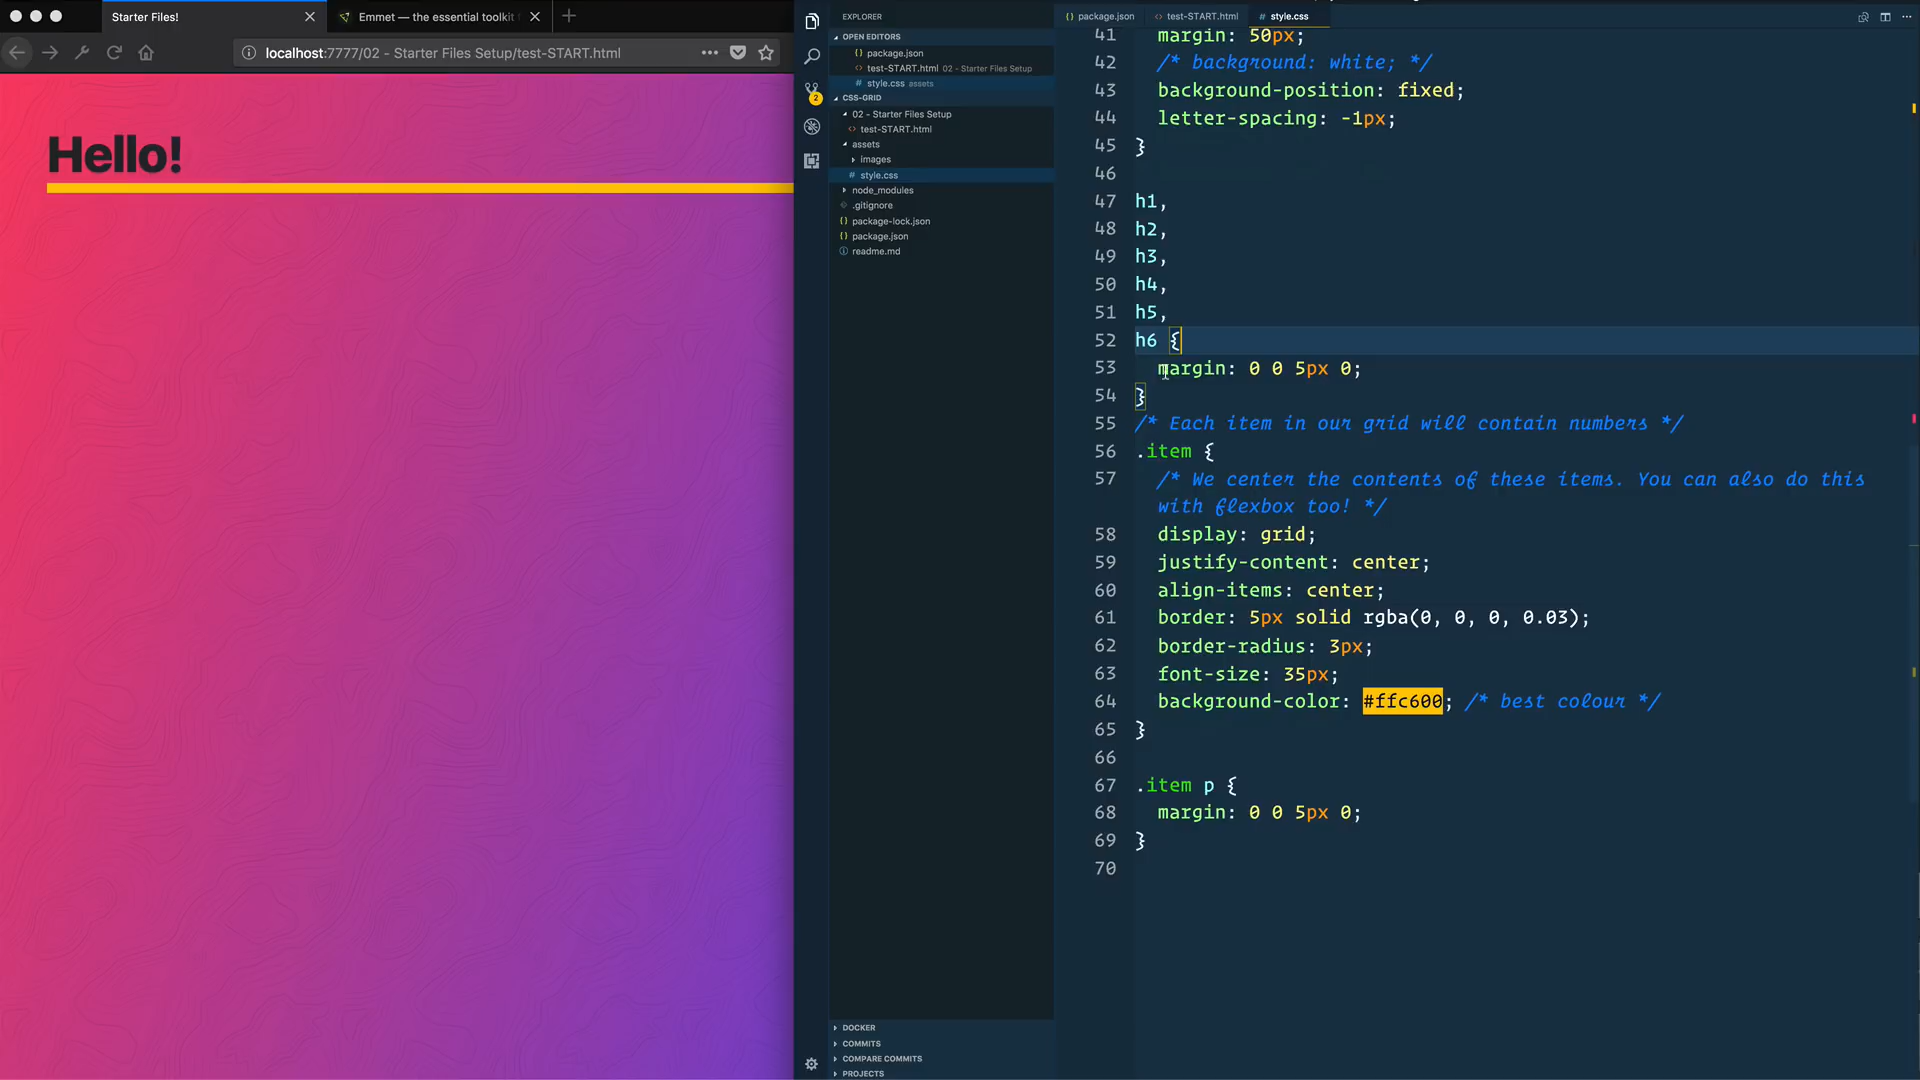 Starter Files!
Emmet — the essential toolkit
localhost:7777/02 - Starter Files Setup/test-START.html
Hello!
EXPLORER
OPEN EDITORS
{} package.json
<> test-START.html 02 - Starter Files Setup
# style.css assets
CSS-GRID
02 - Starter Files Setup
<> test-START.html
assets
images
# style.css
node_modules
.gitignore
{} package-lock.json
{} package.json
readme.md
DOCKER
COMMITS
COMPARE COMMITS
PROJECTS
2
{} package.json
<> test-START.html
# style.css
41 margin: 50px;
42 /* background: white; */
43 background-position: fixed;
44 letter-spacing: -1px;
45 }
46
47 h1,
48 h2,
49 h3,
50 h4,
51 h5,
52 h6 {
53 margin: 0 0 5px 0;
54 }
55 /* Each item in our grid will contain numbers */
56 .item {
57 /* We center the contents of these items. You can also do this
with flexbox too! */
58 display: grid;
59 justify-content: center;
60 align-items: center;
61 border: 5px solid rgba(0, 0, 0, 0.03);
62 border-radius: 3px;
63 font-size: 35px;
64 background-color: #ffc600; /* best colour */
65 }
66
67 .item p {
68 margin: 0 0 5px 0;
69 }
70